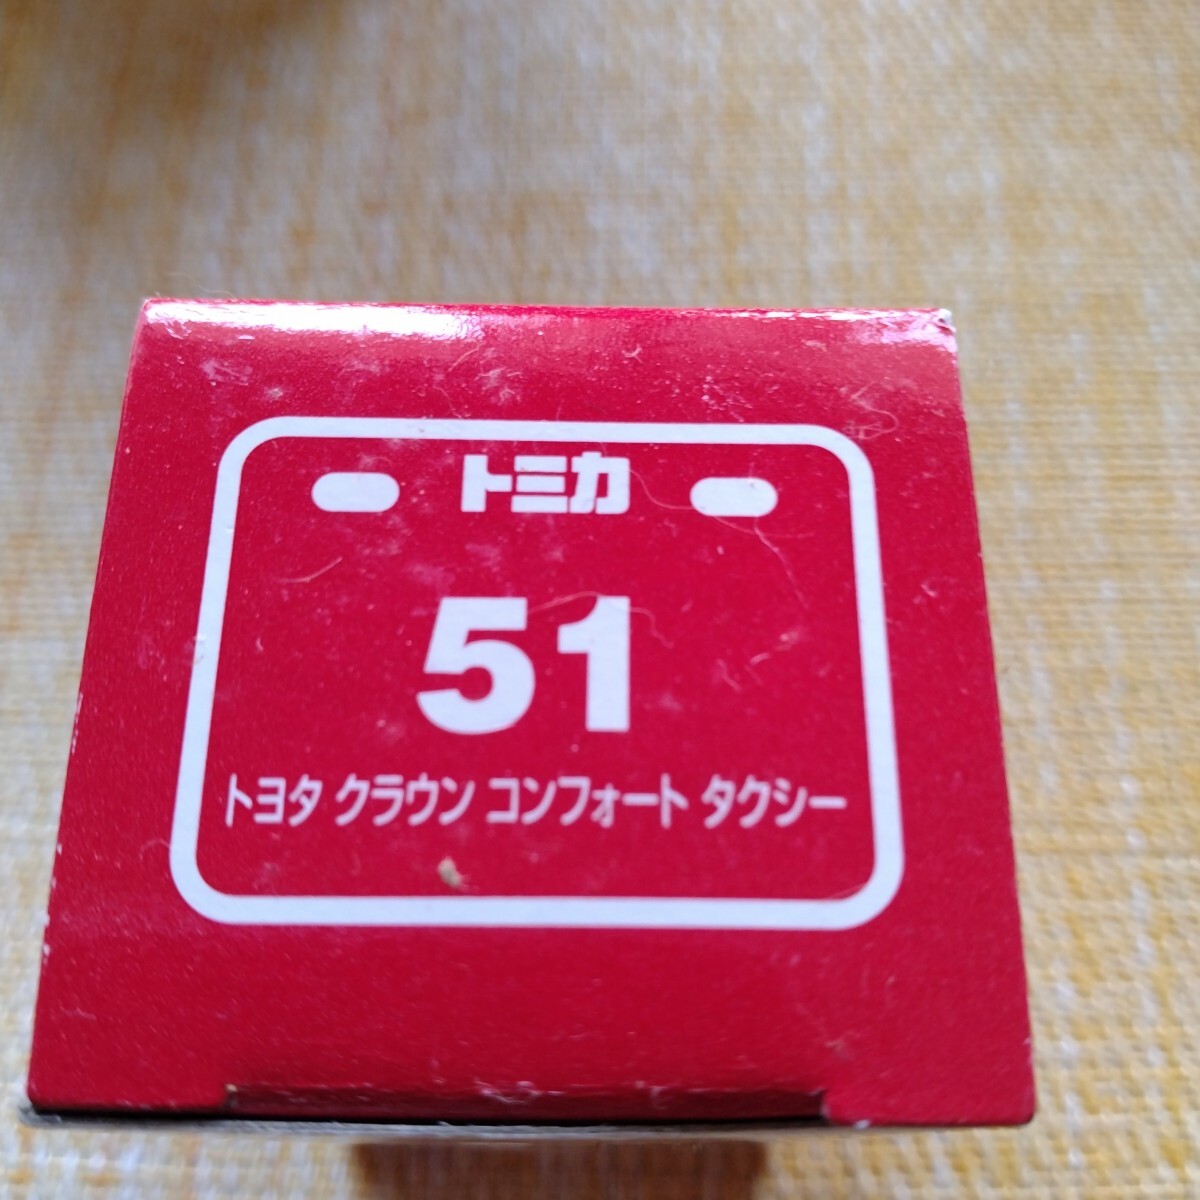 トミカ
51
トヨタ クラウン コンフォート タクシー